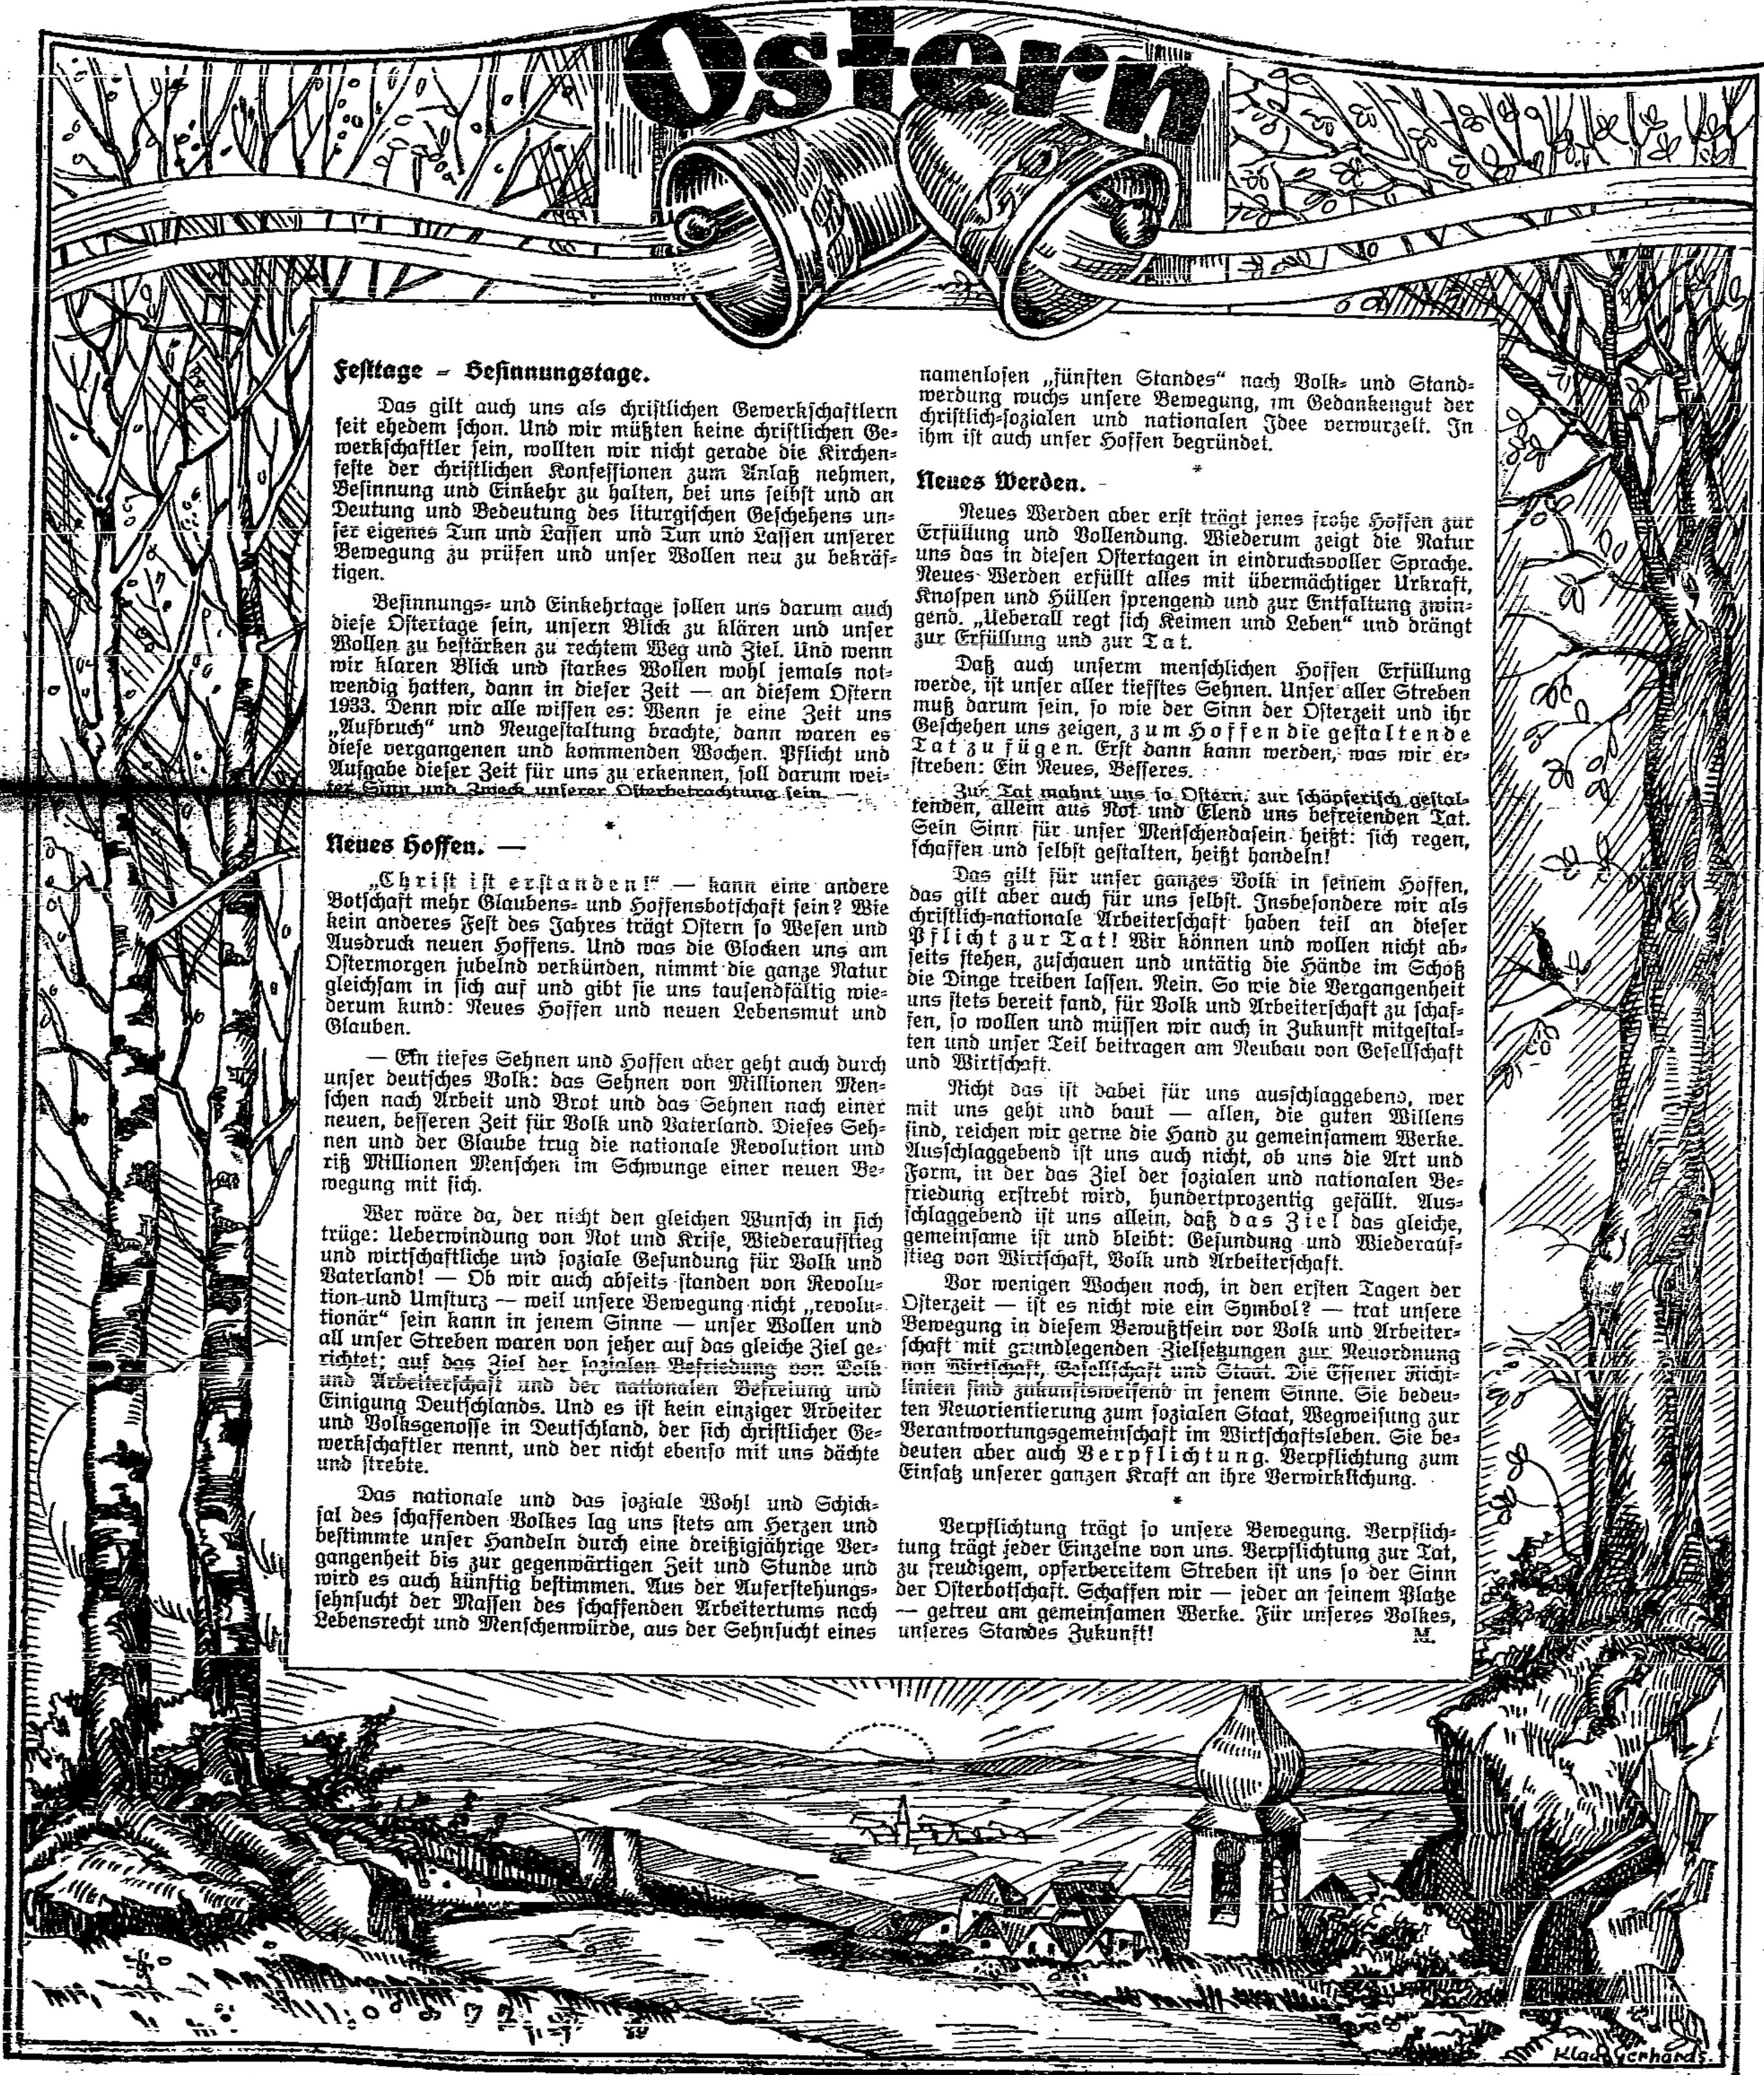 Ostern
Festtage - Besinnungstage.
Das gilt auch uns als christlichen Gewerkschaftlern
seit ehedem schon. Und wir müßten keine christlichen Ge-
werkschaftler sein, wollten wir nicht gerade die Kirchen-
feste der christlichen Konfessionen zum Anlaß nehmen,
Besinnung und Einkehr zu halten, bei uns selbst und an
Deutung und Bedeutung des liturgischen Geschehens un-
ser eigenes Tun und Lassen und Tun und Lassen unserer
Bewegung zu prüfen und unser Wollen neu zu bekräf-
tigen.
Besinnungs- und Einkehrtage sollen uns darum auch
diese Ostertage sein, unsern Blick zu klären und unser
Wollen zu bestärken zu rechtem Weg und Ziel. Und wenn
wir klaren Blick und starkes Wollen wohl jemals not-
wendig hatten, dann in dieser Zeit — an diesem Ostern
1933. Denn wir alle wissen es: Wenn je eine Zeit uns
„Aufbruch“ und Neugestaltung brachte, dann waren es
diese vergangenen und kommenden Wochen. Pflicht und
Aufgabe dieser Zeit für uns zu erkennen, soll darum wei-
ter Sinn und Zweck unserer Osterbetrachtung sein. —
*
Neues Hoffen. —
„Christ ist erstanden!“ — kann eine andere
Botschaft mehr Glaubens- und Hoffensbotschaft sein? Wie
kein anderes Fest des Jahres trägt Ostern so Wesen und
Ausdruck neuen Hoffens. Und was die Glocken uns am
Ostermorgen jubelnd verkünden, nimmt die ganze Natur
gleichsam in sich auf und gibt sie uns tausendfältig wie-
derum kund: Neues Hoffen und neuen Lebensmut und
Glauben.
— Ein tiefes Sehnen und Hoffen aber geht auch durch
unser deutsches Volk: das Sehnen von Millionen Men-
schen nach Arbeit und Brot und das Sehnen nach einer
neuen, besseren Zeit für Volk und Vaterland. Dieses Seh-
nen und der Glaube trug die nationale Revolution und
riß Millionen Menschen im Schwunge einer neuen Be-
wegung mit sich.
Wer wäre da, der nicht den gleichen Wunsch in sich
trüge: Ueberwindung von Not und Krise, Wiederaufstieg
und wirtschaftliche und soziale Gesundung für Volk und
Vaterland! — Ob wir auch abseits standen von Revolu-
tion und Umsturz — weil unsere Bewegung nicht „revolu-
tionär“ sein kann in jenem Sinne — unser Wollen und
all unser Streben waren von jeher auf das gleiche Ziel ge-
richtet; auf das Ziel der sozialen Befriedung von Volk
und Arbeiterschaft und der nationalen Befreiung und
Einigung Deutschlands. Und es ist kein einziger Arbeiter
und Volksgenosse in Deutschland, der sich christlicher Ge-
werkschaftler nennt, und der nicht ebenso mit uns dächte
und strebte.
Das nationale und das soziale Wohl und Schick-
sal des schaffenden Volkes lag uns stets am Herzen und
bestimmte unser Handeln durch eine dreißigjährige Ver-
gangenheit bis zur gegenwärtigen Zeit und Stunde und
wird es auch künftig bestimmen. Aus der Auferstehungs-
sehnsucht der Massen des schaffenden Arbeitertums nach
Lebensrecht und Menschenwürde, aus der Sehnsucht eines
namenlosen „fünften Standes“ nach Volk- und Stand-
werdung wuchs unsere Bewegung, im Gedankengut der
christlich-sozialen und nationalen Idee verwurzelt. In
ihm ist auch unser Hoffen begründet.
*
Neues Werden. -
Neues Werden aber erst trägt jenes frohe Hoffen zur
Erfüllung und Vollendung. Wiederum zeigt die Natur
uns das in diesen Ostertagen in eindrucksvoller Sprache.
Neues Werden erfüllt alles mit übermächtiger Urkraft,
Knospen und Hüllen sprengend und zur Entfaltung zwin-
gend. „Ueberall regt sich Keimen und Leben“ und drängt
zur Erfüllung und zur Tat.
Daß auch unserm menschlichen Hoffen Erfüllung
werde, ist unser aller tiefstes Sehnen. Unser aller Streben
muß darum sein, so wie der Sinn der Osterzeit und ihr
Geschehen uns zeigen, zum Hoffen die gestaltende
Tat zu fügen. Erst dann kann werden, was wir er-
streben: Ein Neues, Besseres.
Zur Tat mahnt uns so Ostern, zur schöpferisch gestal-
tenden, allein aus Not und Elend uns befreienden Tat.
Sein Sinn für unser Menschendasein heißt: sich regen,
schaffen und selbst gestalten, heißt handeln!
Das gilt für unser ganzes Volk in seinem Hoffen,
das gilt aber auch für uns selbst. Insbesondere wir als
christlich-nationale Arbeiterschaft haben teil an dieser
Pflicht zur Tat! Wir können und wollen nicht ab-
seits stehen, zuschauen und untätig die Hände im Schoß
die Dinge treiben lassen. Nein. So wie die Vergangenheit
uns stets bereit fand, für Volk und Arbeiterschaft zu schaf-
fen, so wollen und müssen wir auch in Zukunft mitgestal-
ten und unser Teil beitragen am Neubau von Gesellschaft
und Wirtschaft.
Nicht das ist dabei für uns ausschlaggebend, wer
mit uns geht und baut — allen, die guten Willens
sind, reichen wir gerne die Hand zu gemeinsamem Werke.
Ausschlaggebend ist uns auch nicht, ob uns die Art und
Form, in der das Ziel der sozialen und nationalen Be-
friedung erstrebt wird, hundertprozentig gefällt. Aus-
schlaggebend ist uns allein, daß das Ziel das gleiche,
gemeinsame ist und bleibt: Gesundung und Wiederauf-
stieg von Wirtschaft, Volk und Arbeiterschaft.
Vor wenigen Wochen noch, in den ersten Tagen der
Osterzeit — ist es nicht wie ein Symbol? — trat unsere
Bewegung in diesem Bewußtsein vor Volk und Arbeiter-
schaft mit grundlegenden Zielsetzungen zur Neuordnung
von Wirtschaft, Gesellschaft und Staat. Die Essener Richt-
linien sind zukunftsweisend in jenem Sinne. Sie bedeu-
ten Neuorientierung zum sozialen Staat, Wegweisung zur
Verantwortungsgemeinschaft im Wirtschaftsleben. Sie be-
deuten aber auch Verpflichtung. Verpflichtung zum
Einsatz unserer ganzen Kraft an ihre Verwirklichung.
*
Verpflichtung trägt so unsere Bewegung. Verpflich-
tung trägt jeder Einzelne von uns. Verpflichtung zur Tat,
zu freudigem, opferbereitem Streben ist uns so der Sinn
der Osterbotschaft. Schaffen wir — jeder an seinem Platze
— getreu am gemeinsamen Werke. Für unseres Volkes,
unseres Standes Zukunft! M.
Klaus Gerhards.